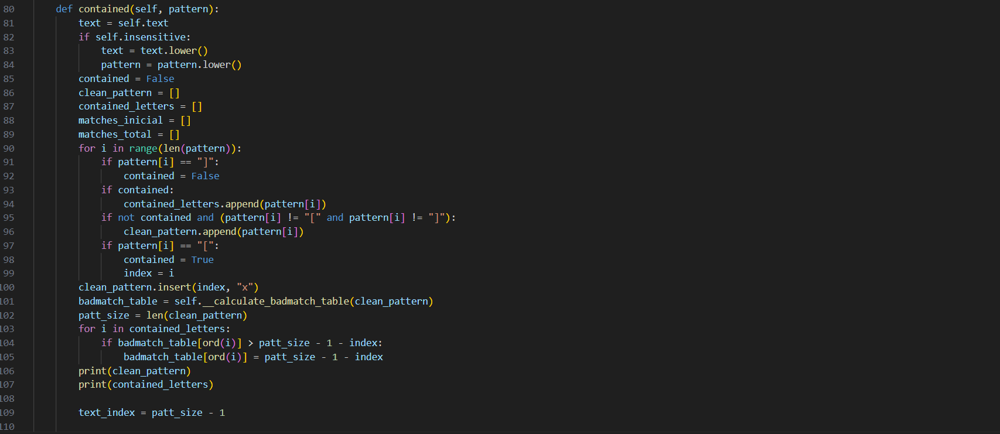 80 def contained(self, pattern):
81 text = self.text
82 if self.insensitive:
83 text = text.lower()
84 pattern = pattern.lower()
85 contained = False
86 clean_pattern = []
87 contained_letters = []
88 matches_inicial = []
89 matches_total = []
90 for i in range(len(pattern)):
91 if pattern[i] == "]":
92 contained = False
93 if contained:
94 contained_letters.append(pattern[i])
95 if not contained and (pattern[i] != "[" and pattern[i] != "]"):
96 clean_pattern.append(pattern[i])
97 if pattern[i] == "[":
98 contained = True
99 index = i
100 clean_pattern.insert(index, "x")
101 badmatch_table = self.__calculate_badmatch_table(clean_pattern)
102 patt_size = len(clean_pattern)
103 for i in contained_letters:
104 if badmatch_table[ord(i)] > patt_size - 1 - index:
105 badmatch_table[ord(i)] = patt_size - 1 - index
106 print(clean_pattern)
107 print(contained_letters)
108
109 text_index = patt_size - 1
110